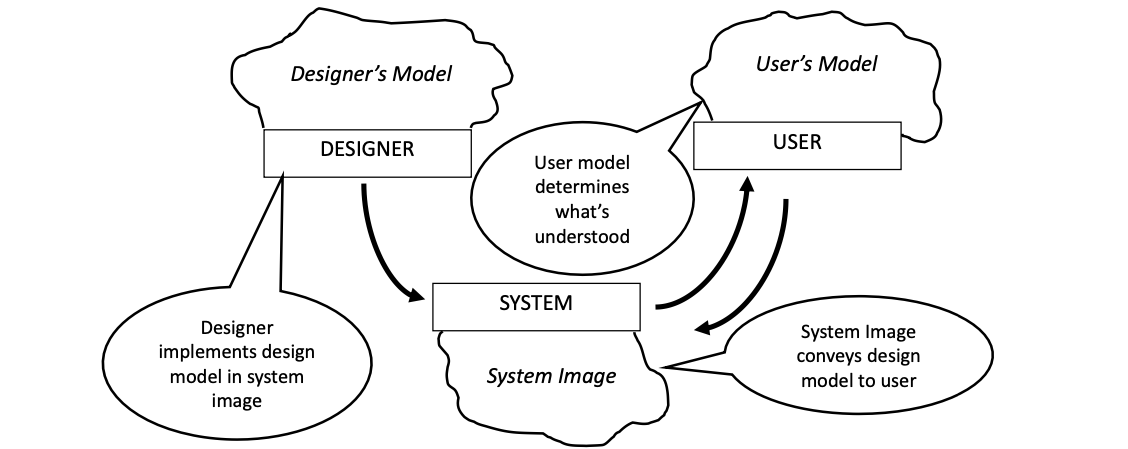 Designer's Model
User's Model
DESIGNER
USER
User model
determines
what's
understood
SYSTEM
Designer
implements design
model in system
image
System Image
System Image
conveys design
model to user